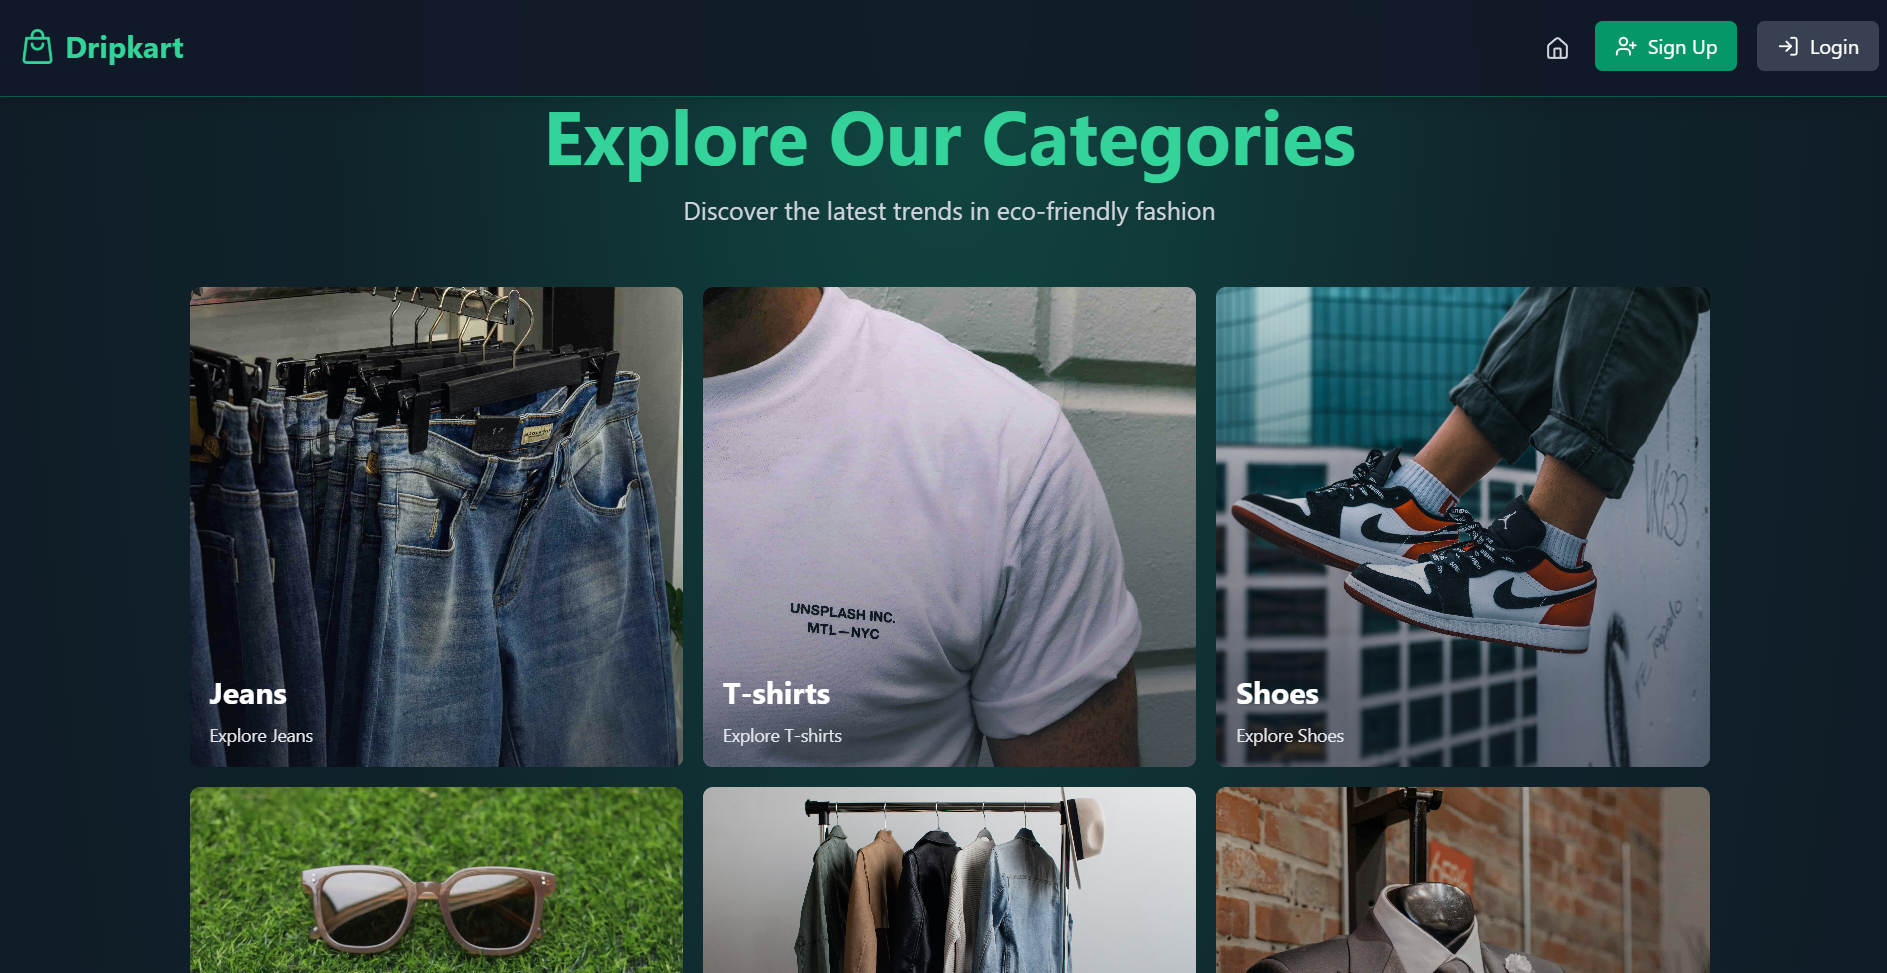 Dripkart
Sign Up
Login
Explore Our Categories
Discover the latest trends in eco-friendly fashion
UNSPLASH INC.
MTL—NYC
Jeans
Explore Jeans
T-shirts
Explore T-shirts
Shoes
Explore Shoes